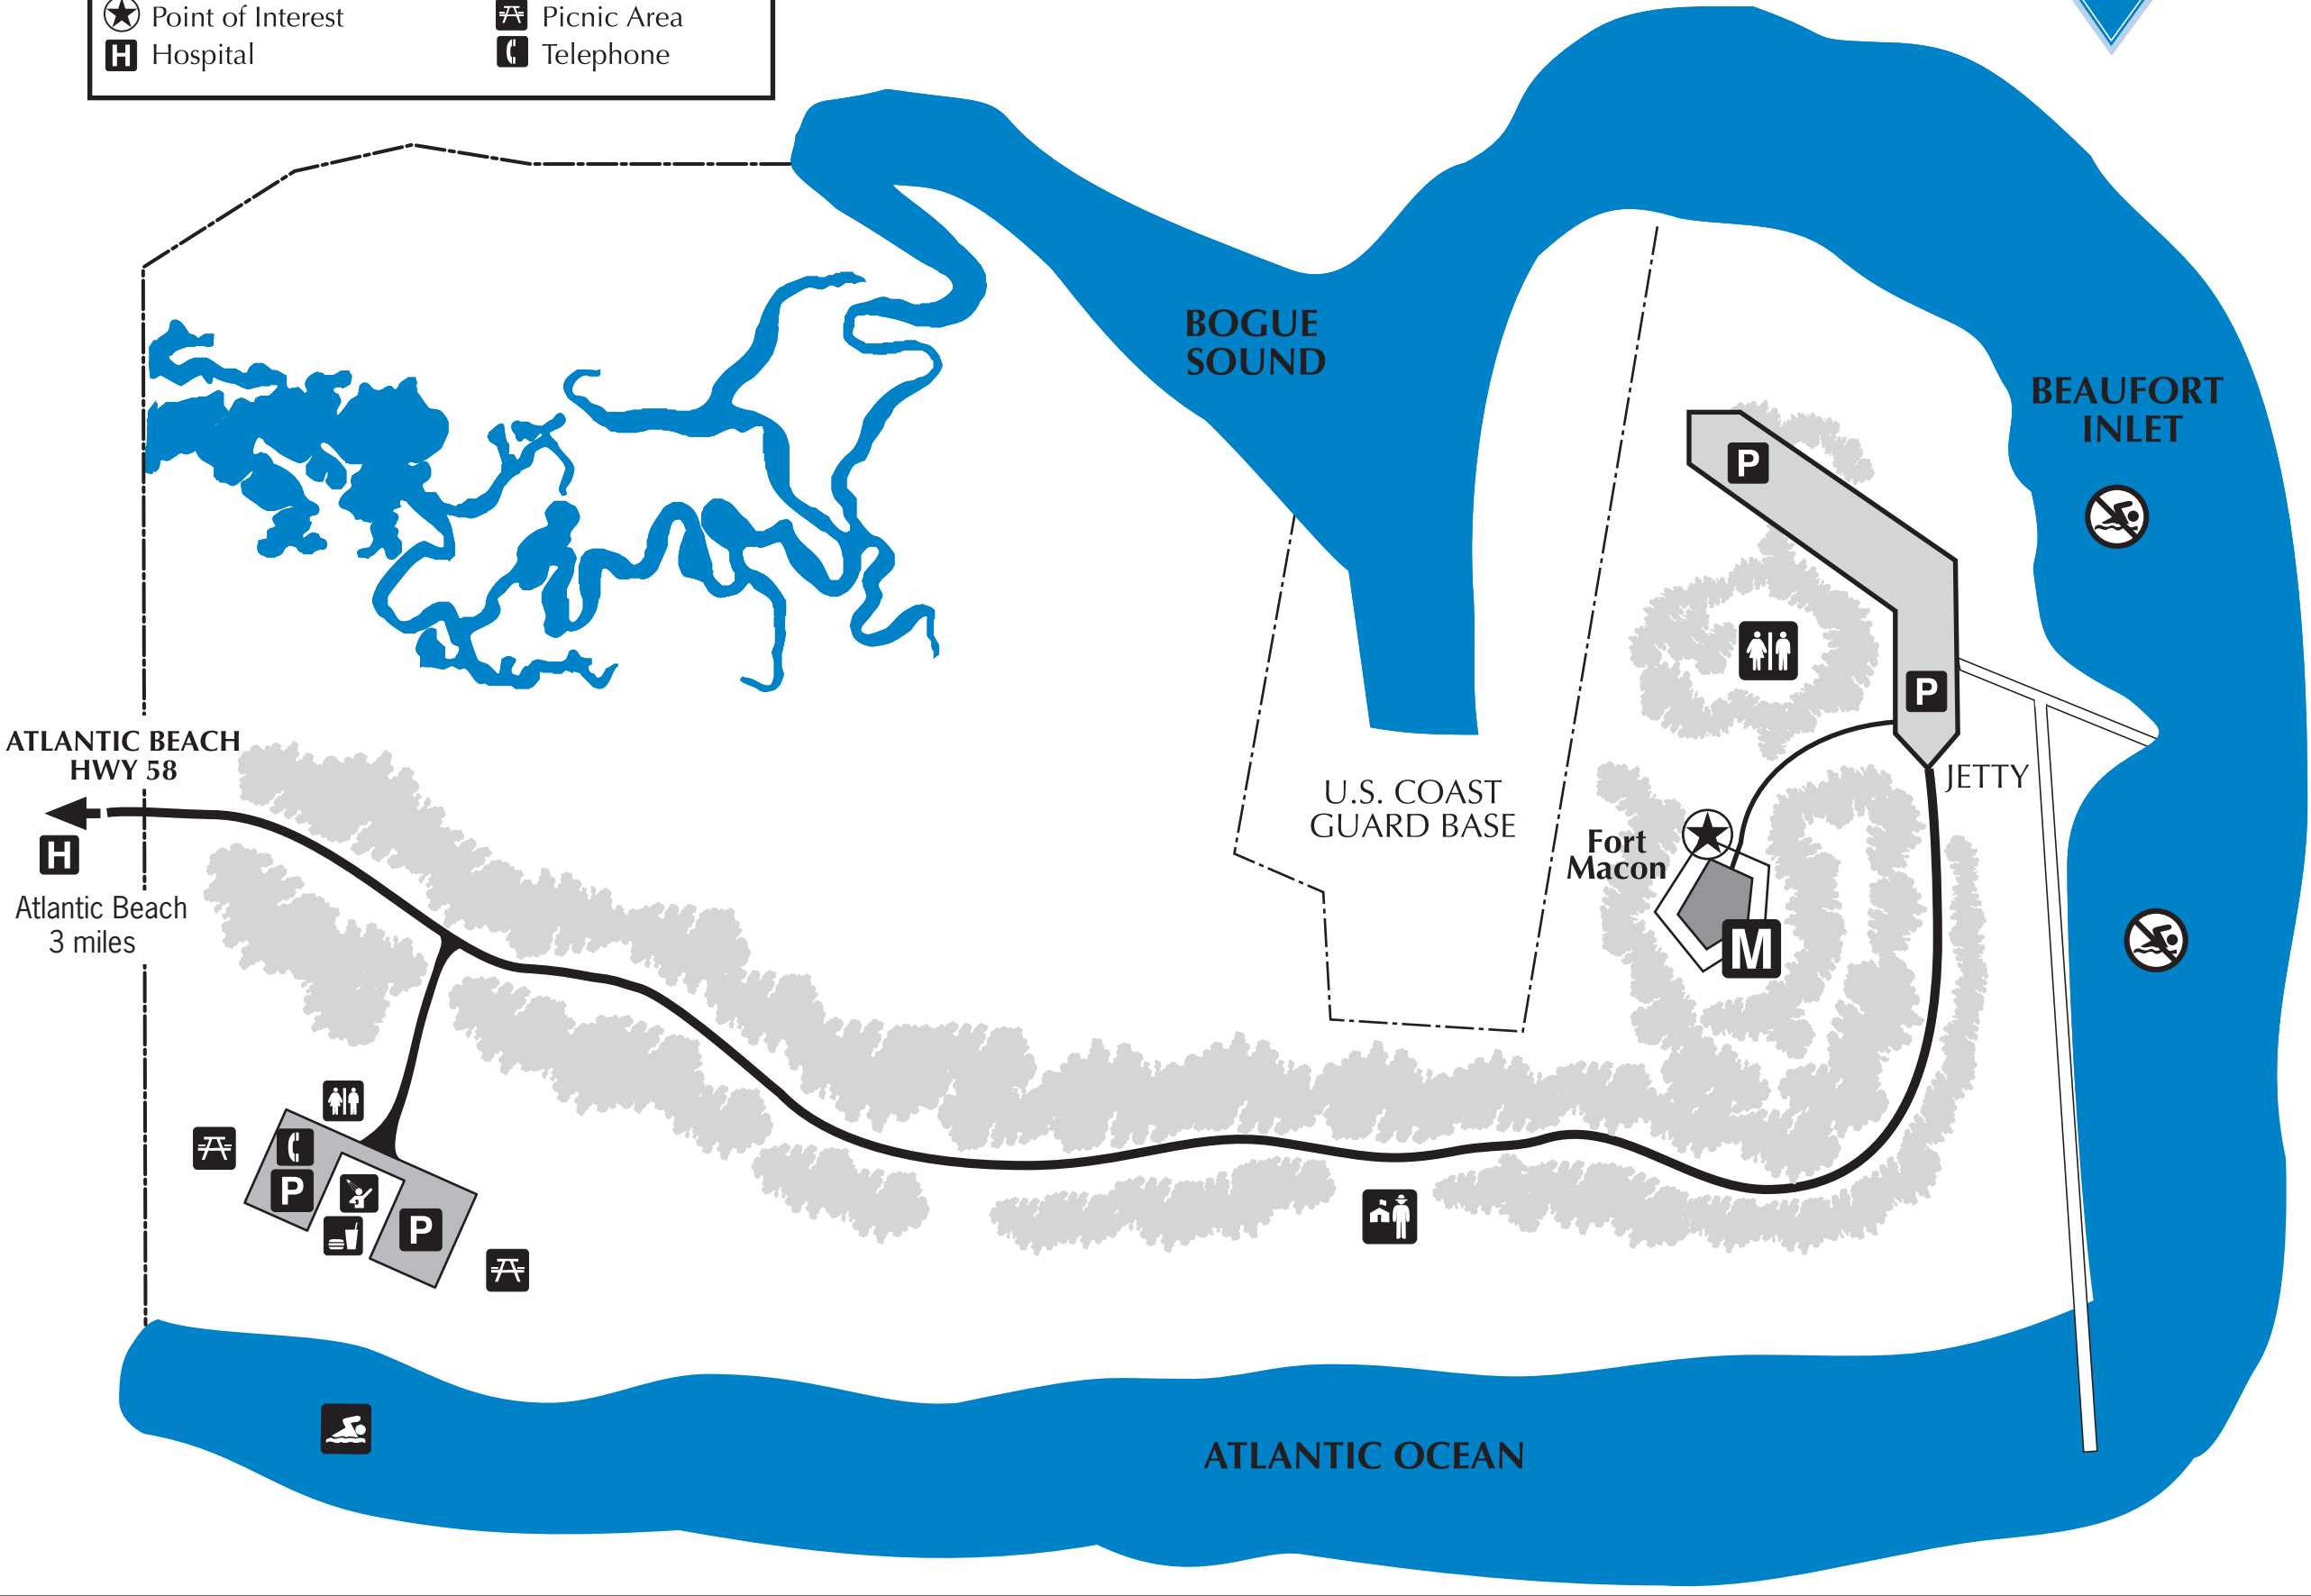 Point of Interest
Picnic Area
H
Hospital
Telephone
BOGUE
SOUND
BEAUFORT
INLET
P
P
ATLANTIC BEACH
HWY 58
H
Atlantic Beach
3 miles
U.S. COAST
GUARD BASE
JETTY
Fort
Macon
M
P
P
ATLANTIC OCEAN